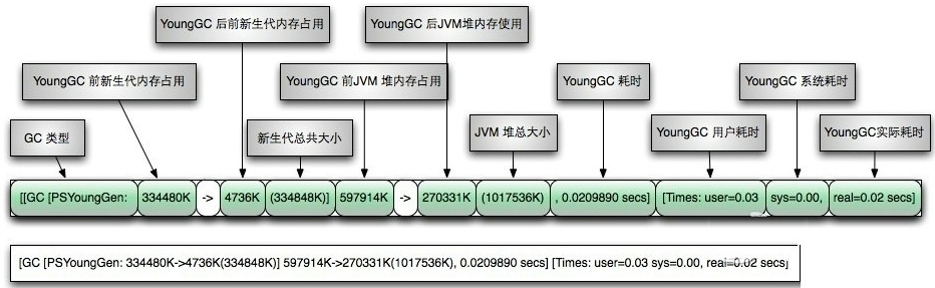 YoungGC 后前新生代内存占用
YoungGC 后JVM堆内存使用
YoungGC 前新生代内存占用
YoungGC 前JVM 堆内存占用
YoungGC 耗时
YoungGC 系统耗时
GC 类型
新生代总共大小
JVM 堆总大小
YoungGC 用户耗时
YoungGC实际耗时
[[GC [PSYoungGen: 334480K -> 4736K (334848K)] 597914K -> 270331K (1017536K) , 0.0209890 secs] [Times: user=0.03 sys=0.00, real=0.02 secs]
[GC [PSYoungGen: 334480K->4736K(334848K)] 597914K->270331K(1017536K), 0.0209890 secs] [Times: user=0.03 sys=0.00, real=0.02 secs]